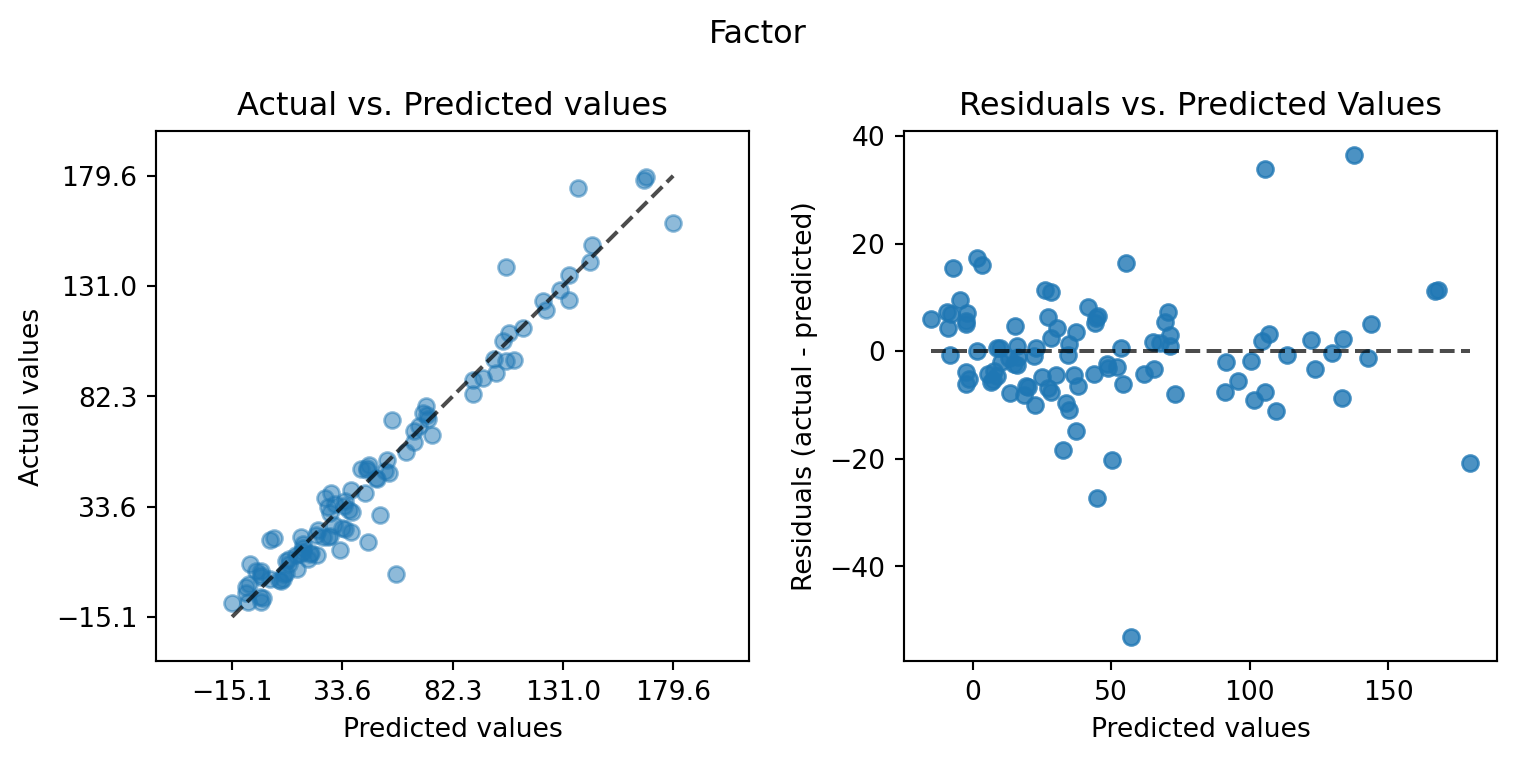 Factor
Actual vs. Predicted values
179.6
131.0
82.3
33.6
−15.1
Actual values
−15.1 33.6 82.3 131.0 179.6
Predicted values
Residuals vs. Predicted Values
40
20
0
−20
−40
Residuals (actual - predicted)
0 50 100 150
Predicted values